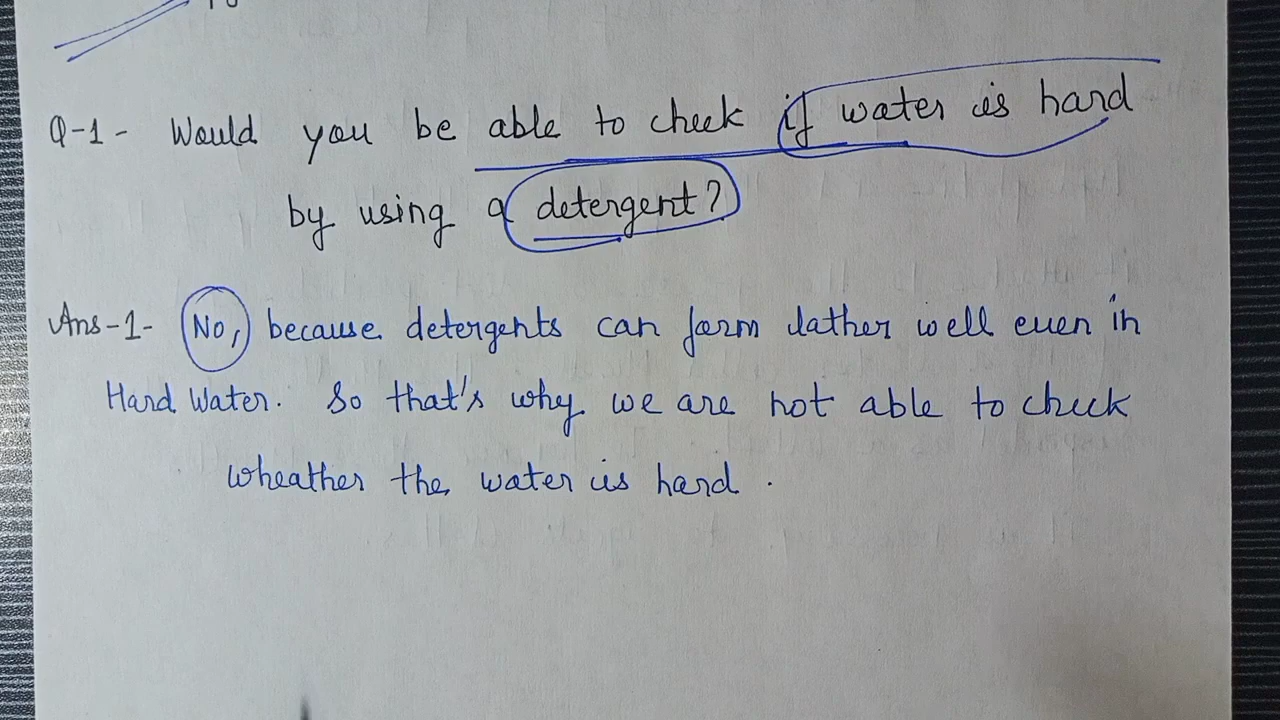 Q-1- Would you be able to check if water is hard
by using a detergent?
Ans-1- No, because detergents can form lather well even in
Hard Water. So that's why we are not able to check
wheather the water is hard.